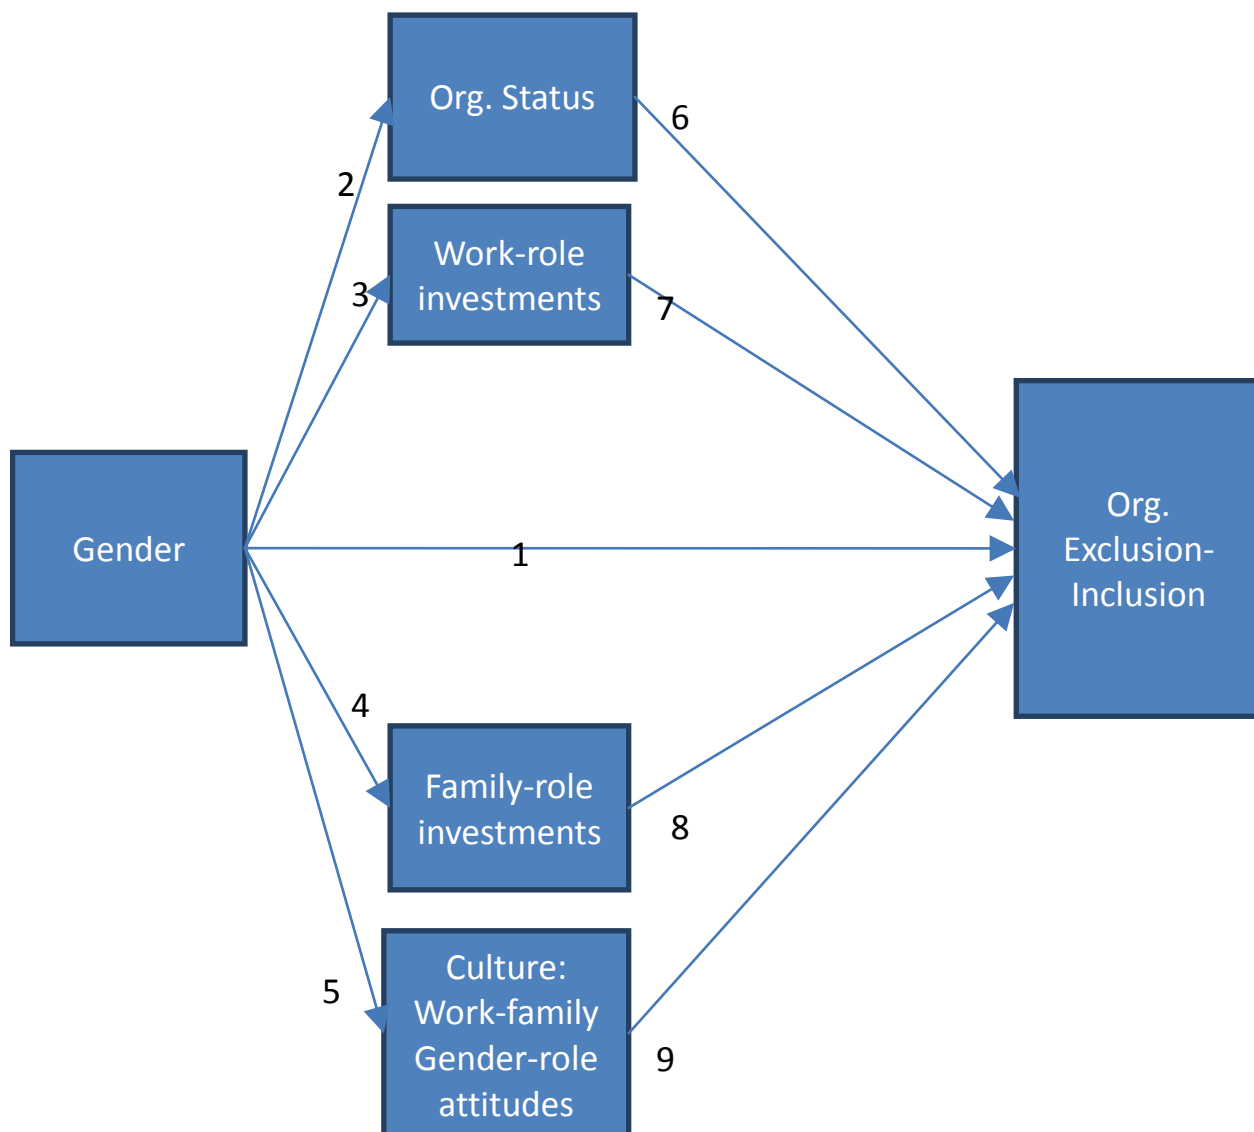 Org. Status
6
2
Work-role
investments
3
7
Gender
1
Org.
Exclusion-
Inclusion
4
Family-role
investments
8
5
Culture:
Work-family
Gender-role
attitudes
9